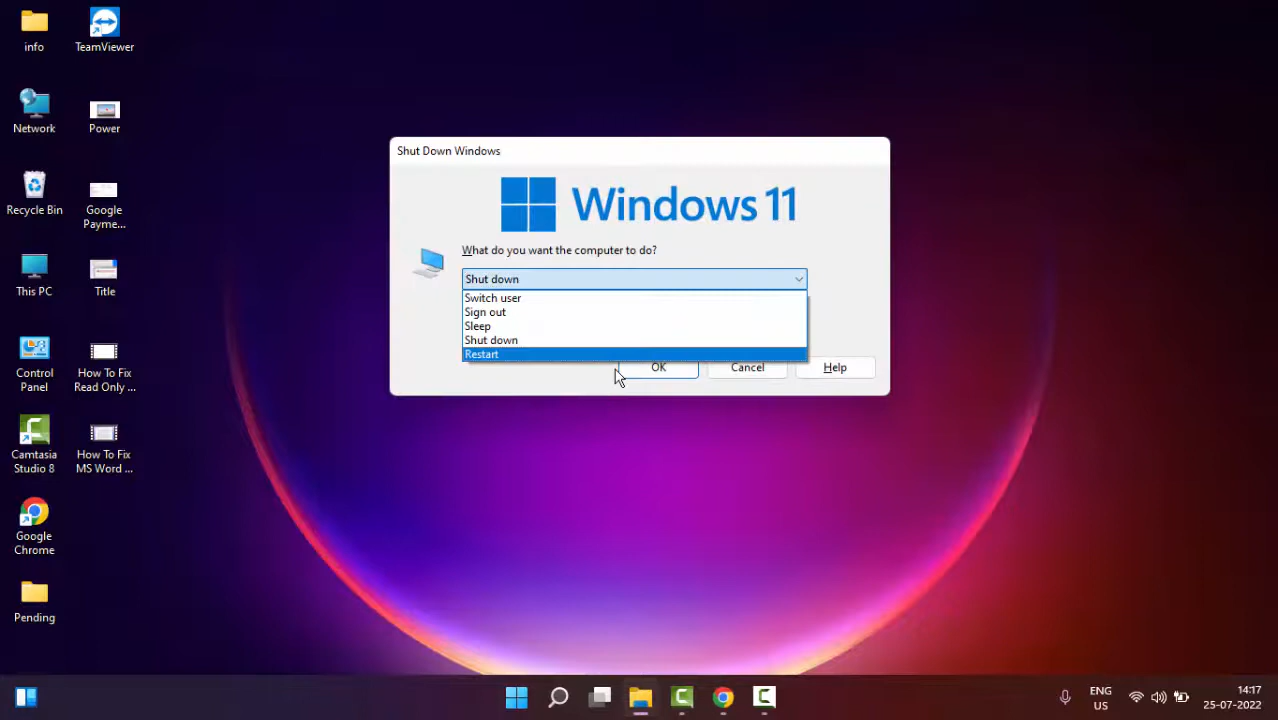 info
TeamViewer
Network
Power
Recycle Bin
Google
Payme...
This PC
Title
Control
Panel
How To Fix
Read Only ...
Camtasia
Studio 8
How To Fix
MS Word ...
Google
Chrome
Pending
Shut Down Windows
Windows 11
What do you want the computer to do?
Shut down
Switch user
Sign out
Sleep
Shut down
Restart
OK
Cancel
Help
ENG
US
14:17
25-07-2022